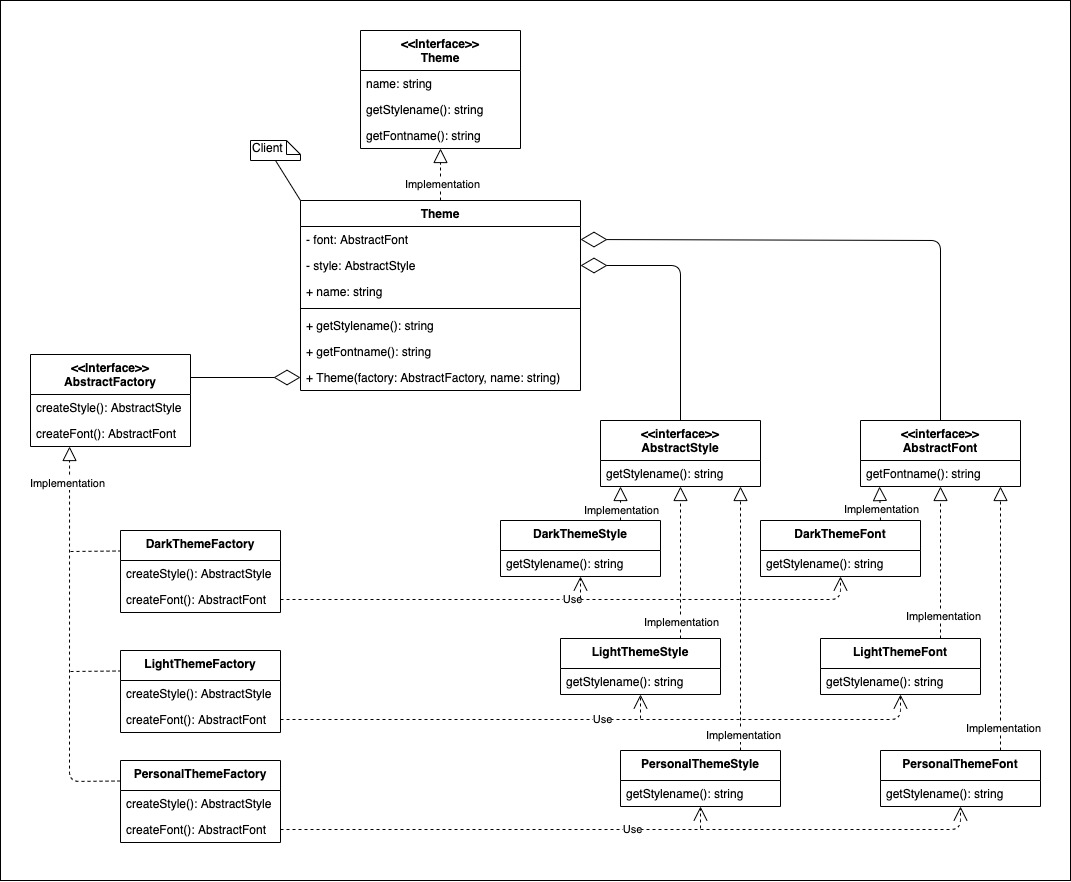 <<Interface>>
Theme
name: string
getStylename(): string
getFontname(): string
Client
Implementation
Theme
- font: AbstractFont
- style: AbstractStyle
+ name: string
+ getStylename(): string
+ getFontname(): string
+ Theme(factory: AbstractFactory, name: string)
<<Interface>>
AbstractFactory
createStyle(): AbstractStyle
createFont(): AbstractFont
Implementation
<<interface>>
AbstractStyle
getStylename(): string
<<interface>>
AbstractFont
getFontname(): string
Implementation
Implementation
DarkThemeFactory
createStyle(): AbstractStyle
createFont(): AbstractFont
DarkThemeStyle
getStylename(): string
DarkThemeFont
getStylename(): string
Use
Implementation
Implementation
LightThemeFactory
createStyle(): AbstractStyle
createFont(): AbstractFont
LightThemeStyle
getStylename(): string
LightThemeFont
getStylename(): string
Use
Implementation
Implementation
PersonalThemeFactory
createStyle(): AbstractStyle
createFont(): AbstractFont
PersonalThemeStyle
getStylename(): string
PersonalThemeFont
getStylename(): string
Use